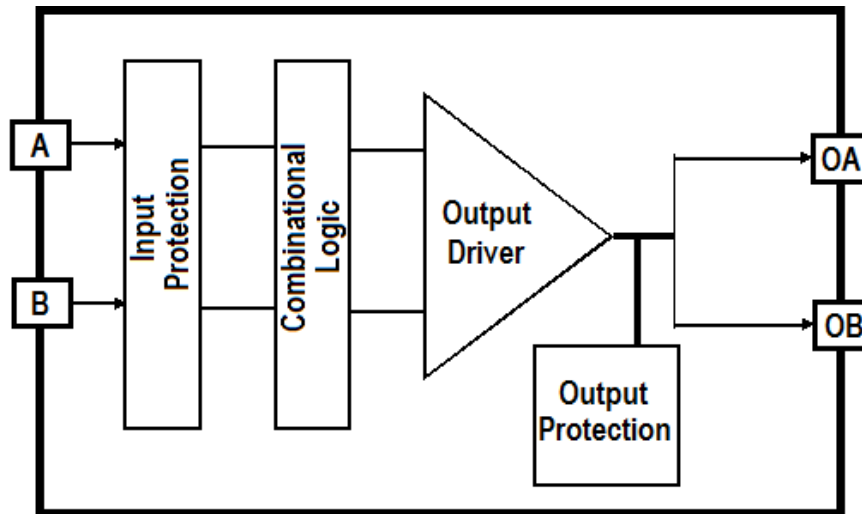 A
B
Input
Protection
Combinational
Logic
Output
Driver
Output
Protection
OA
OB